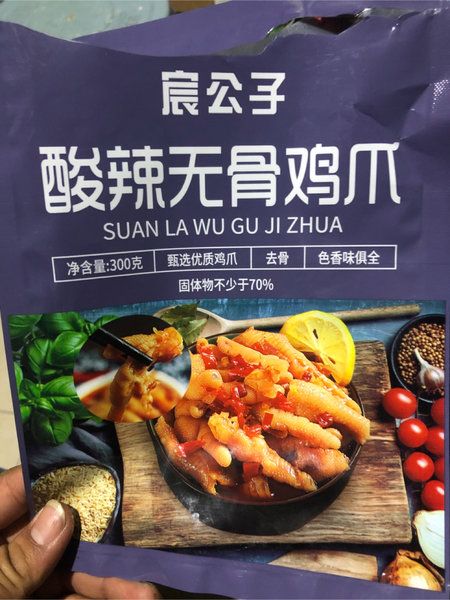 宸公子
酸辣无骨鸡爪
SUAN LA WU GU JI ZHUA
净含量:300克 甄选优质鸡爪 去骨 色香味俱全
固体物不少于70%